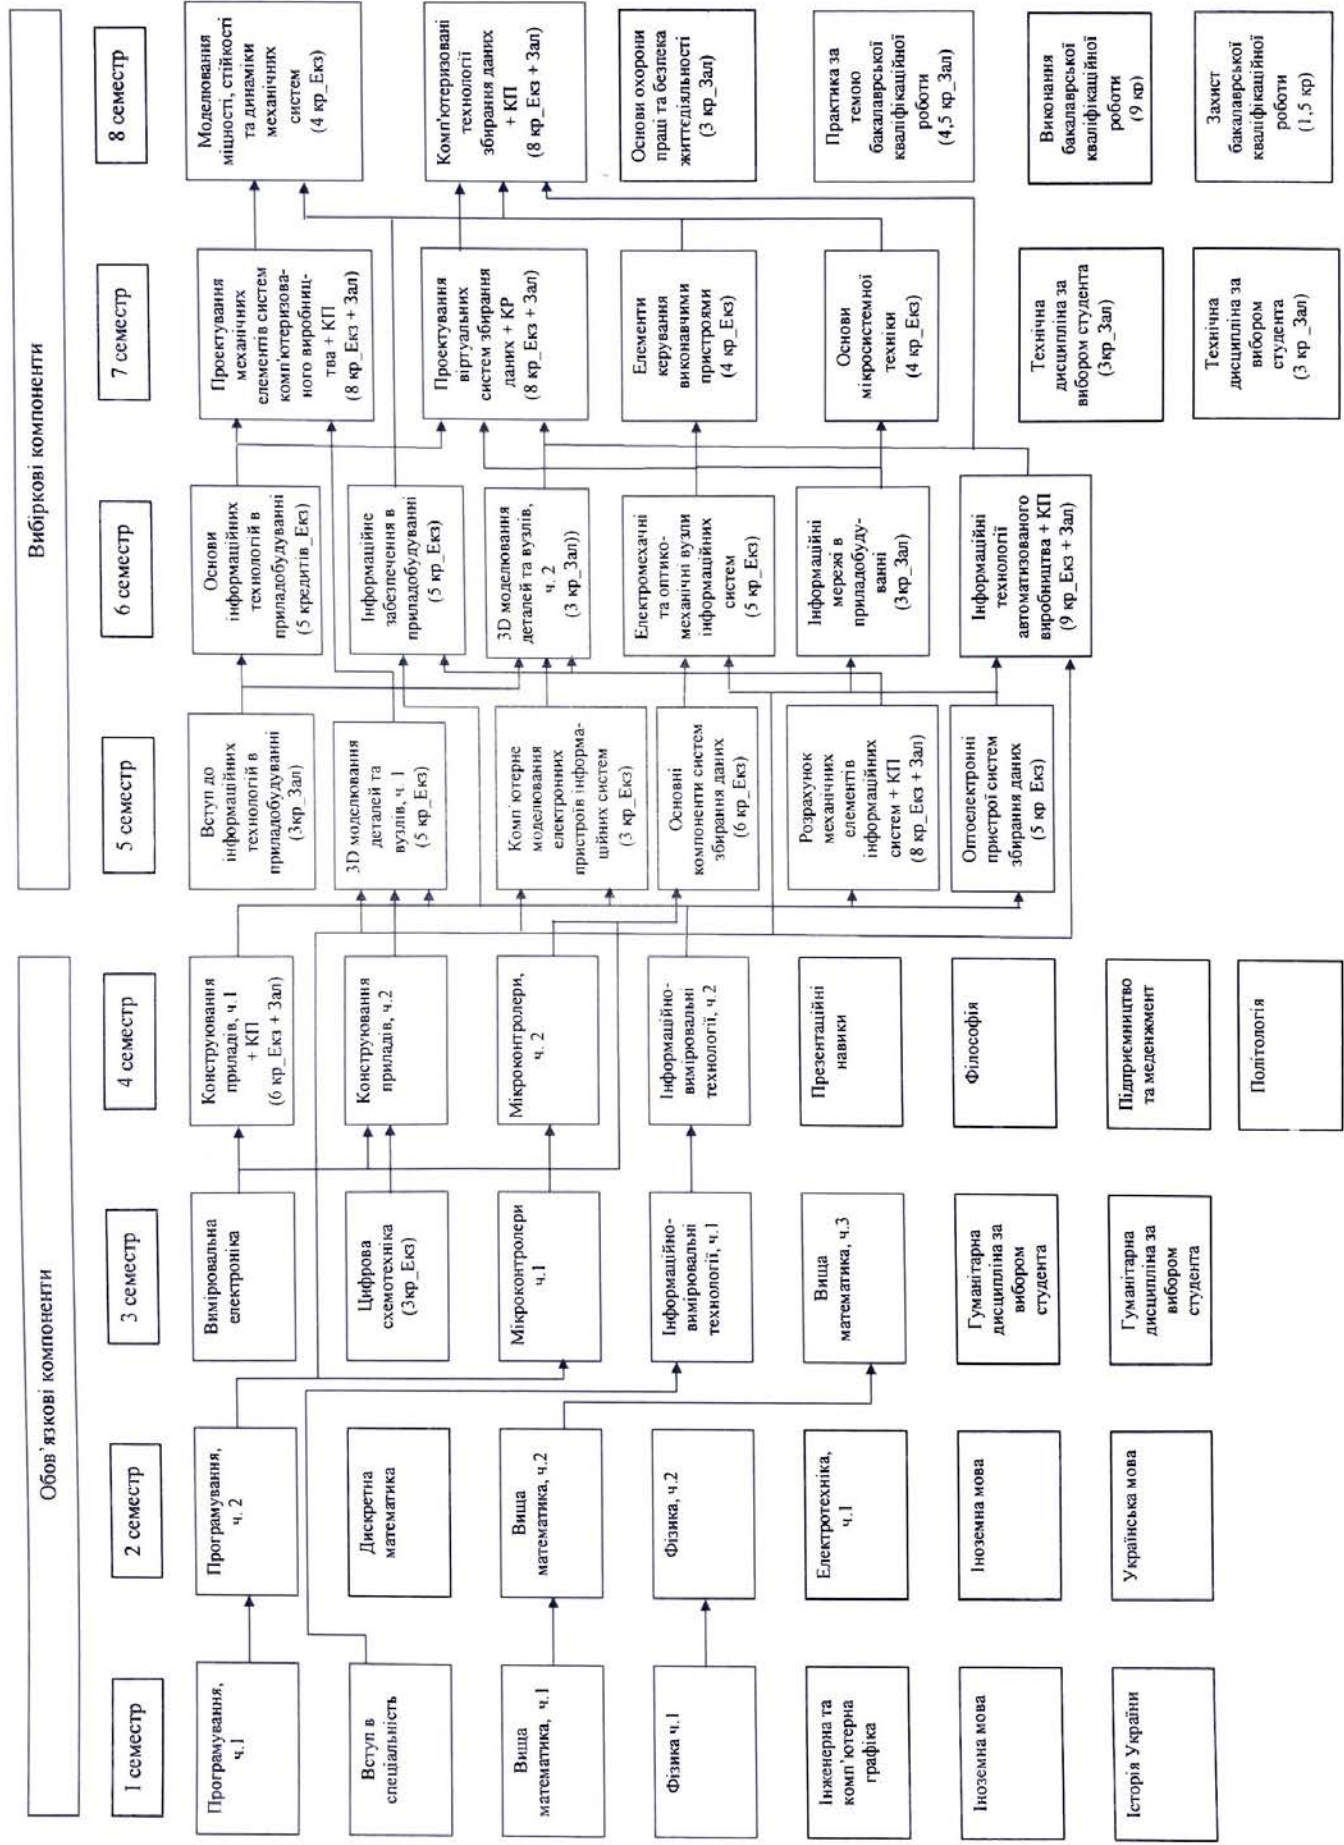 Обов'язкові компоненти
Вибіркові компоненти
1 семестр
2 семестр
3 семестр
4 семестр
5 семестр
6 семестр
7 семестр
8 семестр
Програмування,
ч.1
Вступ в
спеціальність
Вища
математика, ч.1
Фізика ч.1
Інженерна та
комп'ютерна
графіка
Іноземна мова
Історія України
Програмування,
ч. 2
Дискретна
математика
Вища
математика, ч.2
Фізика, ч.2
Електротехніка,
ч.1
Іноземна мова
Українська мова
Вимірювальна
електроніка
Цифрова
схемотехніка
(3кр_Екз)
Мікроконтролери
ч.1
Інформаційно-
вимірювальні
технології, ч.1
Вища
математика, ч.3
Гуманітарна
дисципліна за
вибором
студента
Гуманітарна
дисципліна за
вибором
студента
Конструювання
приладів, ч.1
+ КП
(6 кр_Екз + Зал)
Конструювання
приладів, ч.2
Мікроконтролери,
ч. 2
Інформаційно-
вимірювальні
технології, ч.2
Презентаційні
навики
Філософія
Підприємництво
та меденжмент
Політологія
Вступ до
інформаційних
технологій в
приладобудуванні
(3кр_Зал)
3D моделювання
деталей та
вузлів, ч. 1
(5 кр_Екз)
Комп'ютерне
моделювання
електронних
пристроїв інформа-
ційних систем
(3 кр_Екз)
Основні
компоненти систем
збирання даних
(6 кр_Екз)
Розрахунок
механічних
елементів
інформаційних
систем + КП
(8 кр_Екз + Зал)
Оптоелектронні
пристрої систем
збирання даних
(5 кр Екз)
Основи
інформаційних
технологій в
приладобудуванні
(5 кредитів_Екз)
Інформаційне
забезпечення в
приладобудуванні
(5 кр_Екз)
3D моделювання
деталей та вузлів,
ч. 2
(3 кр_Зал))
Електромехачні
та оптико-
механічні вузли
інформаційних
систем
(5 кр_Екз)
Інформаційні
мережі в
приладобуду-
ванні
(3кр_Зал)
Інформаційні
технології
автоматизованого
виробництва + КП
(9 кр_Екз + Зал)
Проектування
механічних
елементів систем
комп'ютеризова-
ного виробниц-
тва + КП
(8 кр_Екз + Зал)
Проектування
віртуальних
систем збирання
даних + КР
(8 кр_Екз + Зал)
Елементи
керування
виконавчими
пристроями
(4 кр_Екз)
Основи
мікросистемної
техніки
(4 кр_Екз)
Технічна
дисципліна за
вибором студента
(3кр_Зал)
Технічна
дисципліна за
вибором
студента
(3 кр_Зал)
Моделювання
міцності, стійкості
та динаміки
механічних
систем
(4 кр_Екз)
Комп'ютеризовані
технології
збирання даних
+ КП
(8 кр_Екз + Зал)
Основи охорони
праці та безпека
життєдіяльності
(3 кр_Зал)
Практика за
темою
бакалаврської
кваліфікаційної
роботи
(4,5 кр_Зал)
Виконання
бакалаврської
кваліфікаційної
роботи
(9 кр)
Захист
бакалаврської
кваліфікаційної
роботи
(1,5 кр)